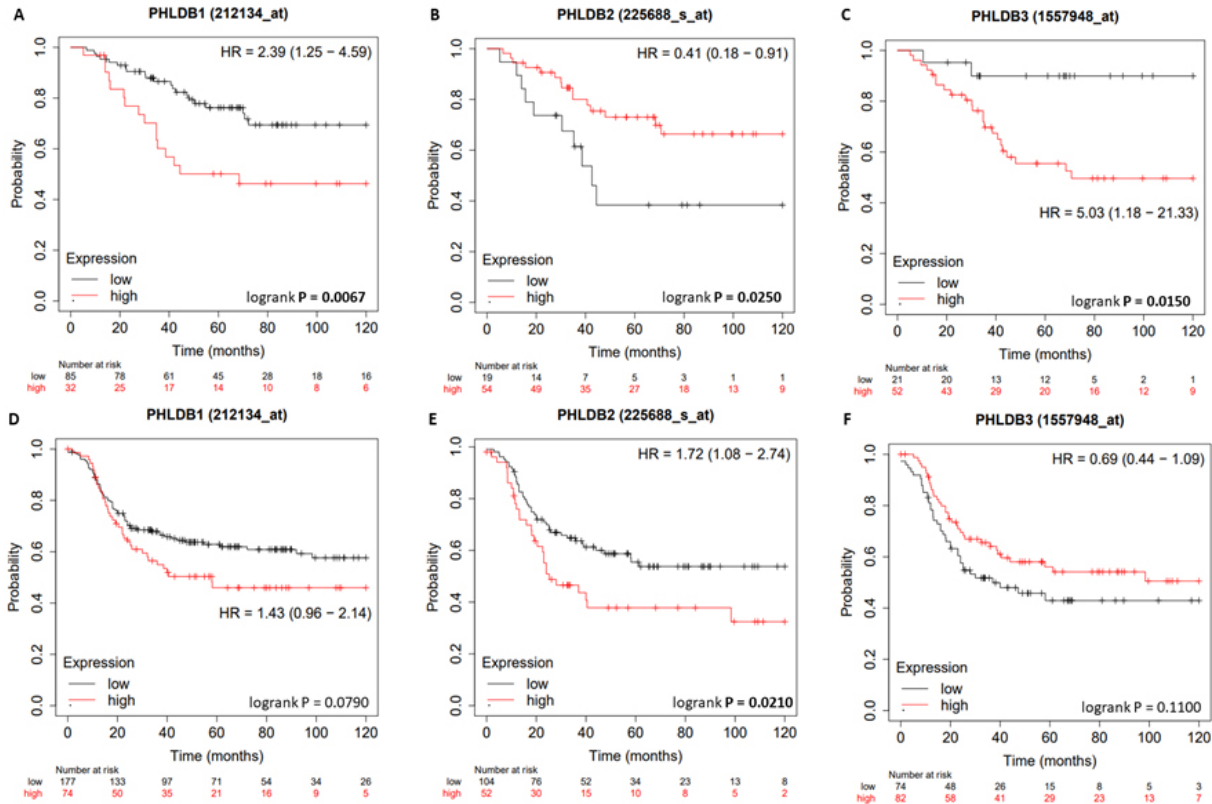 A
PHLDB1 (212134_at)
HR = 2.39 (1.25 − 4.59)
Probability
1.0
0.8
0.6
0.4
0.2
0.0
Expression
low
high
logrank P = 0.0067
0 20 40 60 80 100 120
Time (months)
Number at risk
low 85 78 61 45 28 18 16
high 32 25 17 14 10 8 6
B
PHLDB2 (225688_s_at)
HR = 0.41 (0.18 − 0.91)
Probability
1.0
0.8
0.6
0.4
0.2
0.0
Expression
low
high
logrank P = 0.0250
0 20 40 60 80 100 120
Time (months)
Number at risk
low 19 14 7 5 3 1 1
high 54 49 35 27 18 13 9
C
PHLDB3 (1557948_at)
Probability
1.0
0.8
0.6
0.4
0.2
0.0
HR = 5.03 (1.18 − 21.33)
Expression
low
high
logrank P = 0.0150
0 20 40 60 80 100 120
Time (months)
Number at risk
low 21 20 13 12 5 2 1
high 52 43 29 20 16 12 9
D
PHLDB1 (212134_at)
Probability
1.0
0.8
0.6
0.4
0.2
0.0
HR = 1.43 (0.96 − 2.14)
Expression
low
high
logrank P = 0.0790
0 20 40 60 80 100 120
Time (months)
Number at risk
low 177 133 97 71 54 34 26
high 74 50 35 21 16 9 5
E
PHLDB2 (225688_s_at)
HR = 1.72 (1.08 − 2.74)
Probability
1.0
0.8
0.6
0.4
0.2
0.0
Expression
low
high
logrank P = 0.0210
0 20 40 60 80 100 120
Time (months)
Number at risk
low 104 76 52 34 23 13 8
high 52 30 15 10 8 5 2
F
PHLDB3 (1557948_at)
HR = 0.69 (0.44 − 1.09)
Probability
1.0
0.8
0.6
0.4
0.2
0.0
Expression
low
high
logrank P = 0.1100
0 20 40 60 80 100 120
Time (months)
Number at risk
low 74 48 26 15 8 5 3
high 82 58 41 29 23 13 7